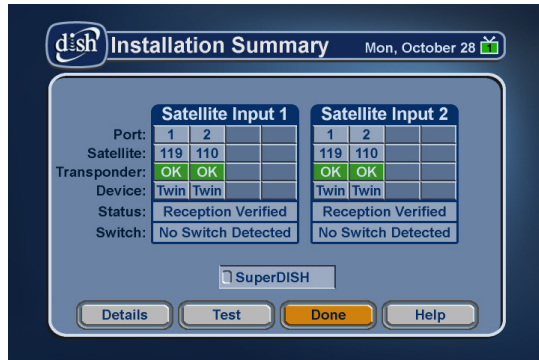 dish Installation Summary Mon, October 28 1
Satellite Input 1 Satellite Input 2
Port: 1 2 1 2
Satellite: 119 110 119 110
Transponder: OK OK OK OK
Device: Twin Twin Twin Twin
Status: Reception Verified Reception Verified
Switch: No Switch Detected No Switch Detected
SuperDISH
Details Test Done Help